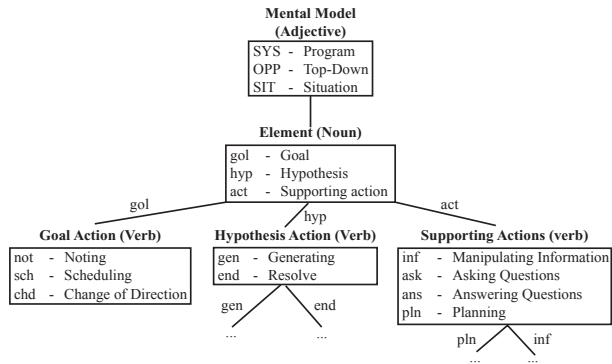 Mental Model
(Adjective)
SYS - Program
OPP - Top-Down
SIT - Situation
Element (Noun)
gol - Goal
hyp - Hypothesis
act - Supporting action
gol
hyp
act
Goal Action (Verb)
not - Noting
sch - Scheduling
chd - Change of Direction
Hypothesis Action (Verb)
gen - Generating
end - Resolve
gen
end
...
...
Supporting Actions (verb)
inf - Manipulating Information
ask - Asking Questions
ans - Answering Questions
pln - Planning
pln
inf
...
...